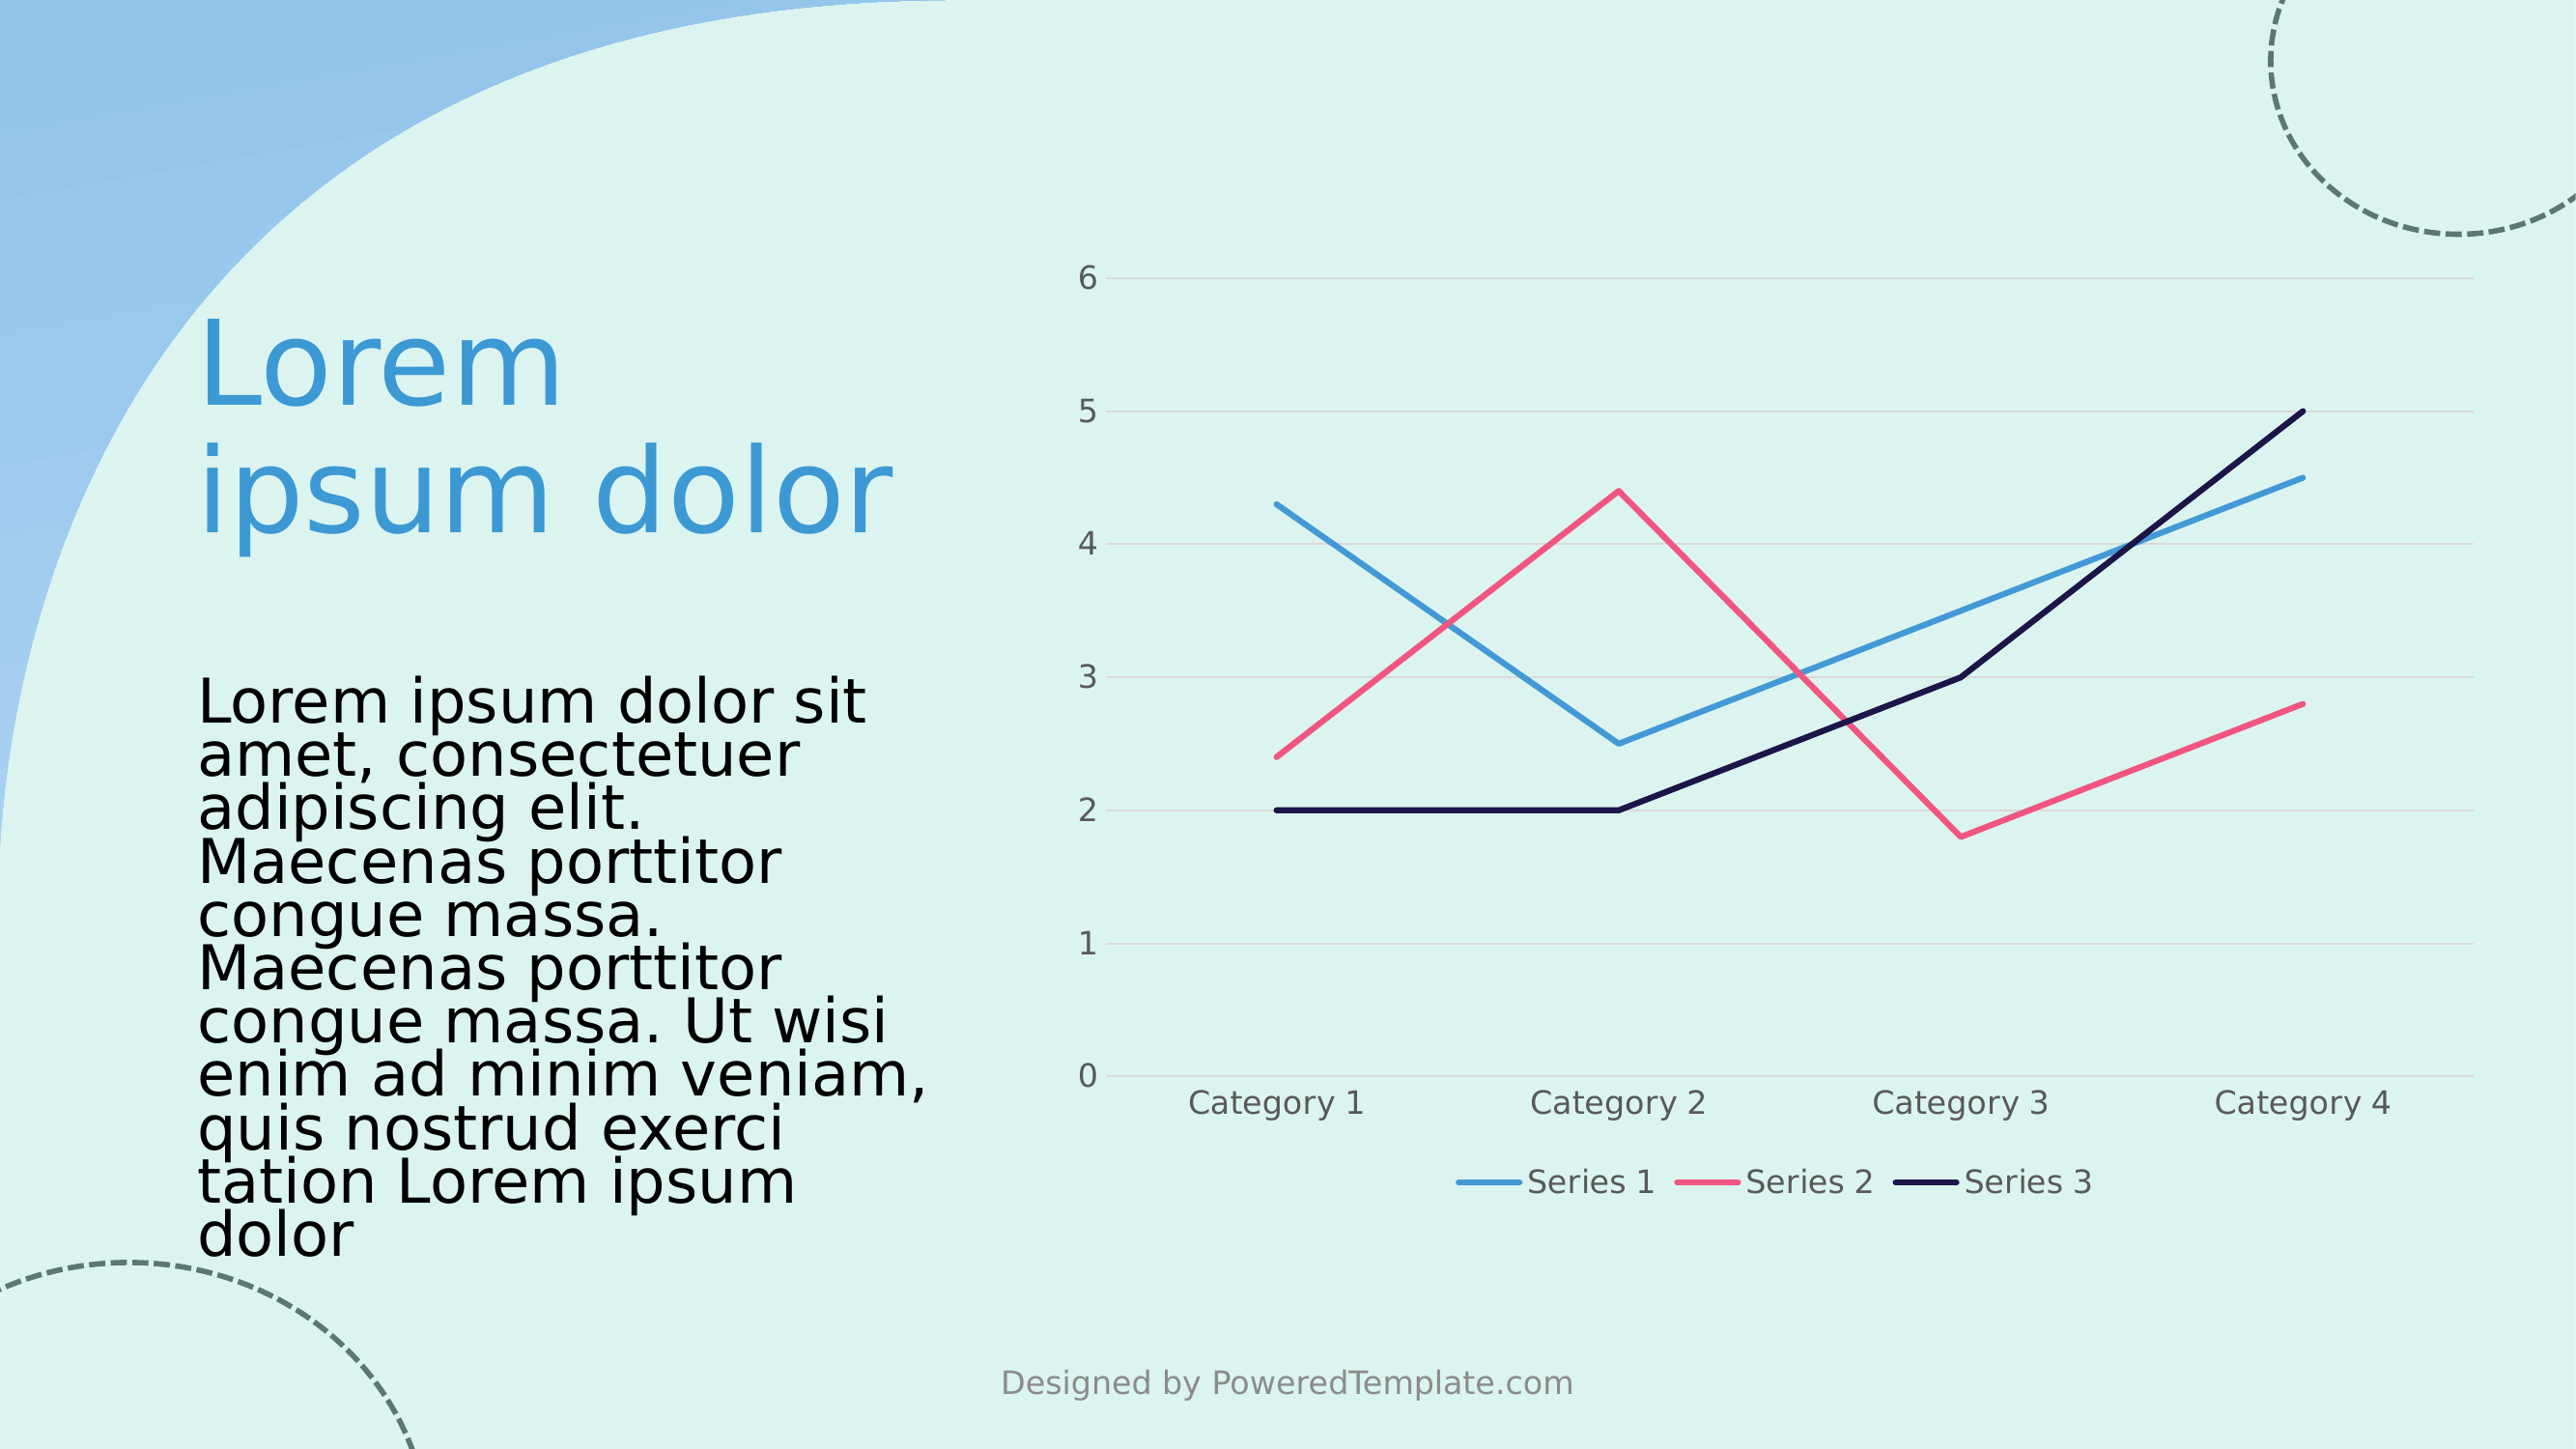 Lorem
ipsum dolor
Lorem ipsum dolor sit
amet, consectetuer
adipiscing elit.
Maecenas porttitor
congue massa.
Maecenas porttitor
congue massa. Ut wisi
enim ad minim veniam,
quis nostrud exerci
tation Lorem ipsum
dolor
6
5
4
3
2
1
0
Category 1 Category 2 Category 3 Category 4
Series 1 Series 2 Series 3
Designed by PoweredTemplate.com